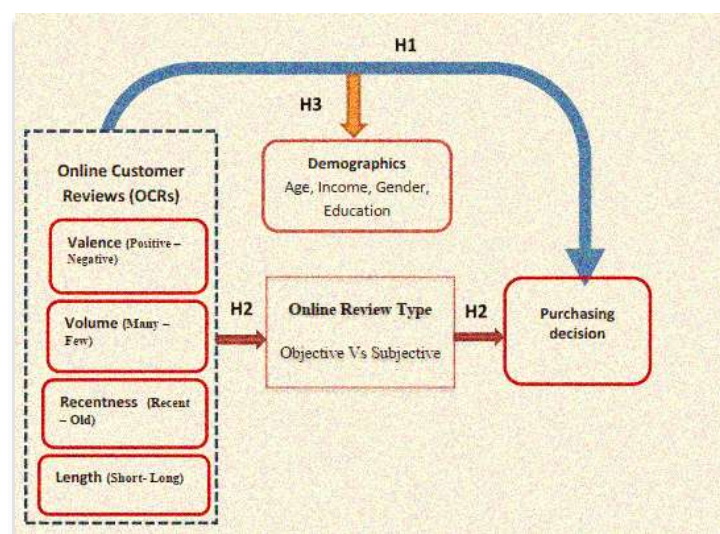 H1
H3
Online Customer
Reviews (OCRs)
Demographics
Age, Income, Gender,
Education
Valence (Positive –
Negative)
Volume (Many –
Few)
Recentness (Recent
– Old)
Length (Short- Long)
H2
Online Review Type
Objective Vs Subjective
H2
Purchasing
decision